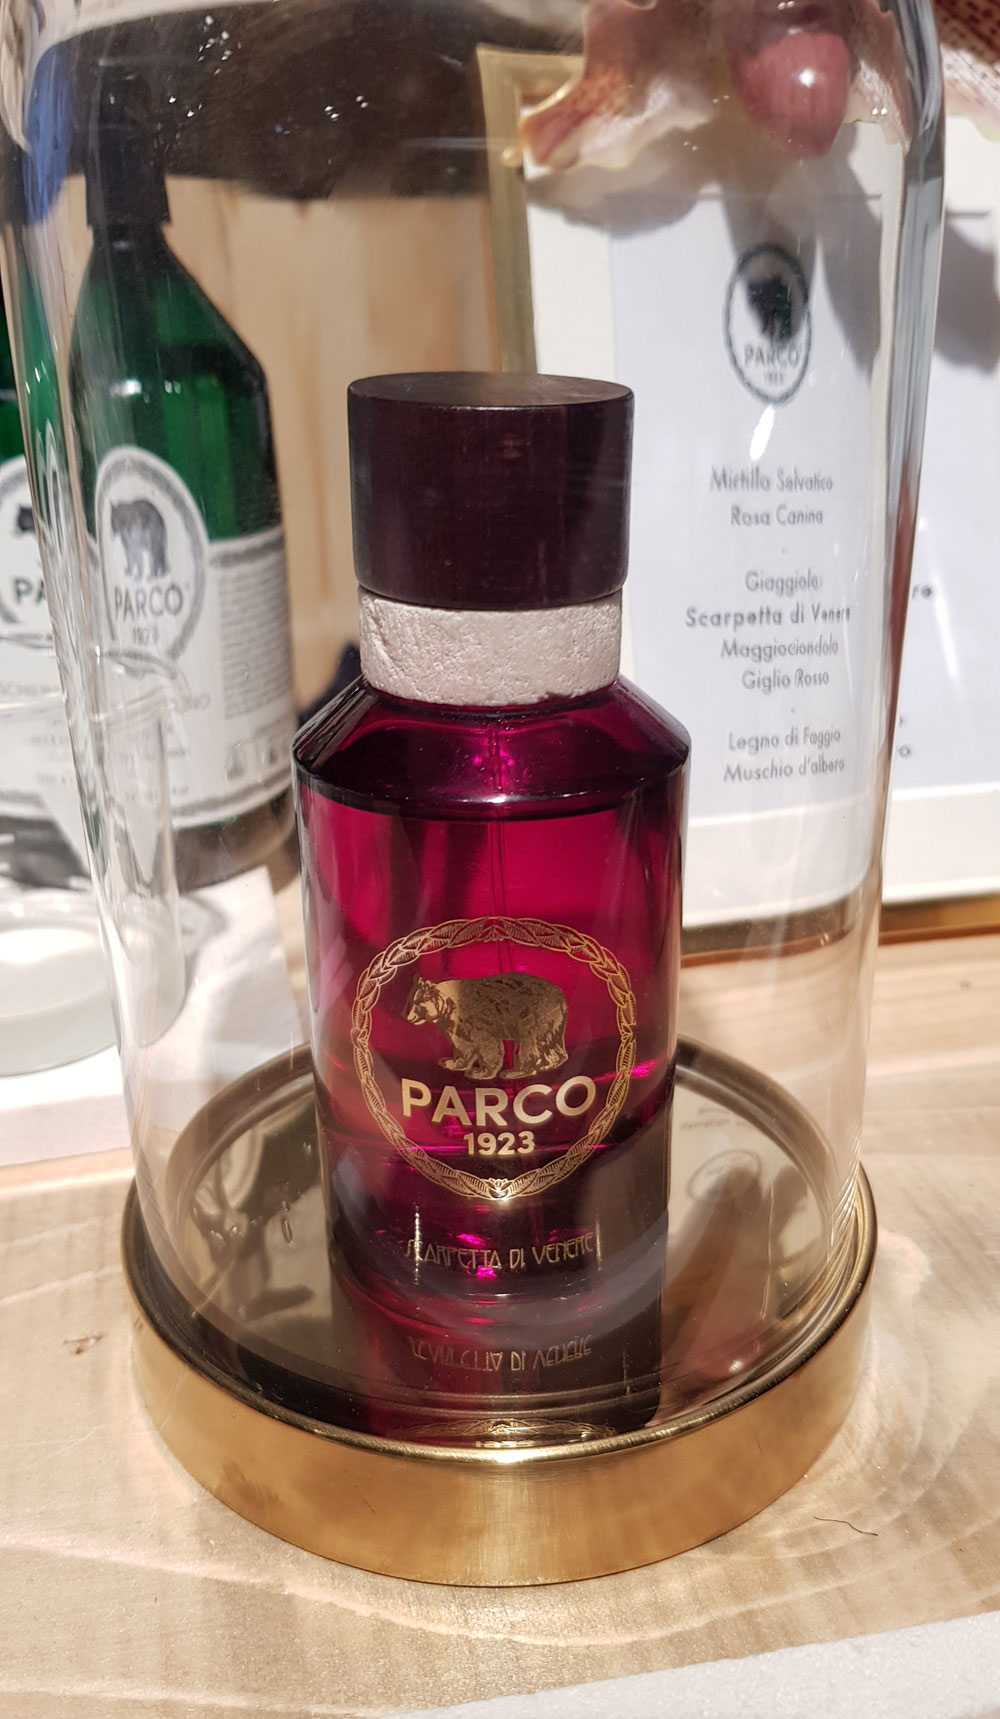 PARCO
1923
SCARPETTA DI VENERE
PARCO
1923
PARCO
Mirtillo Selvatico
Rosa Canina
Giaggiolo
Scarpetta di Venere
Maggiociondolo
Giglio Rosso
Legno di Faggio
Muschio d'albero